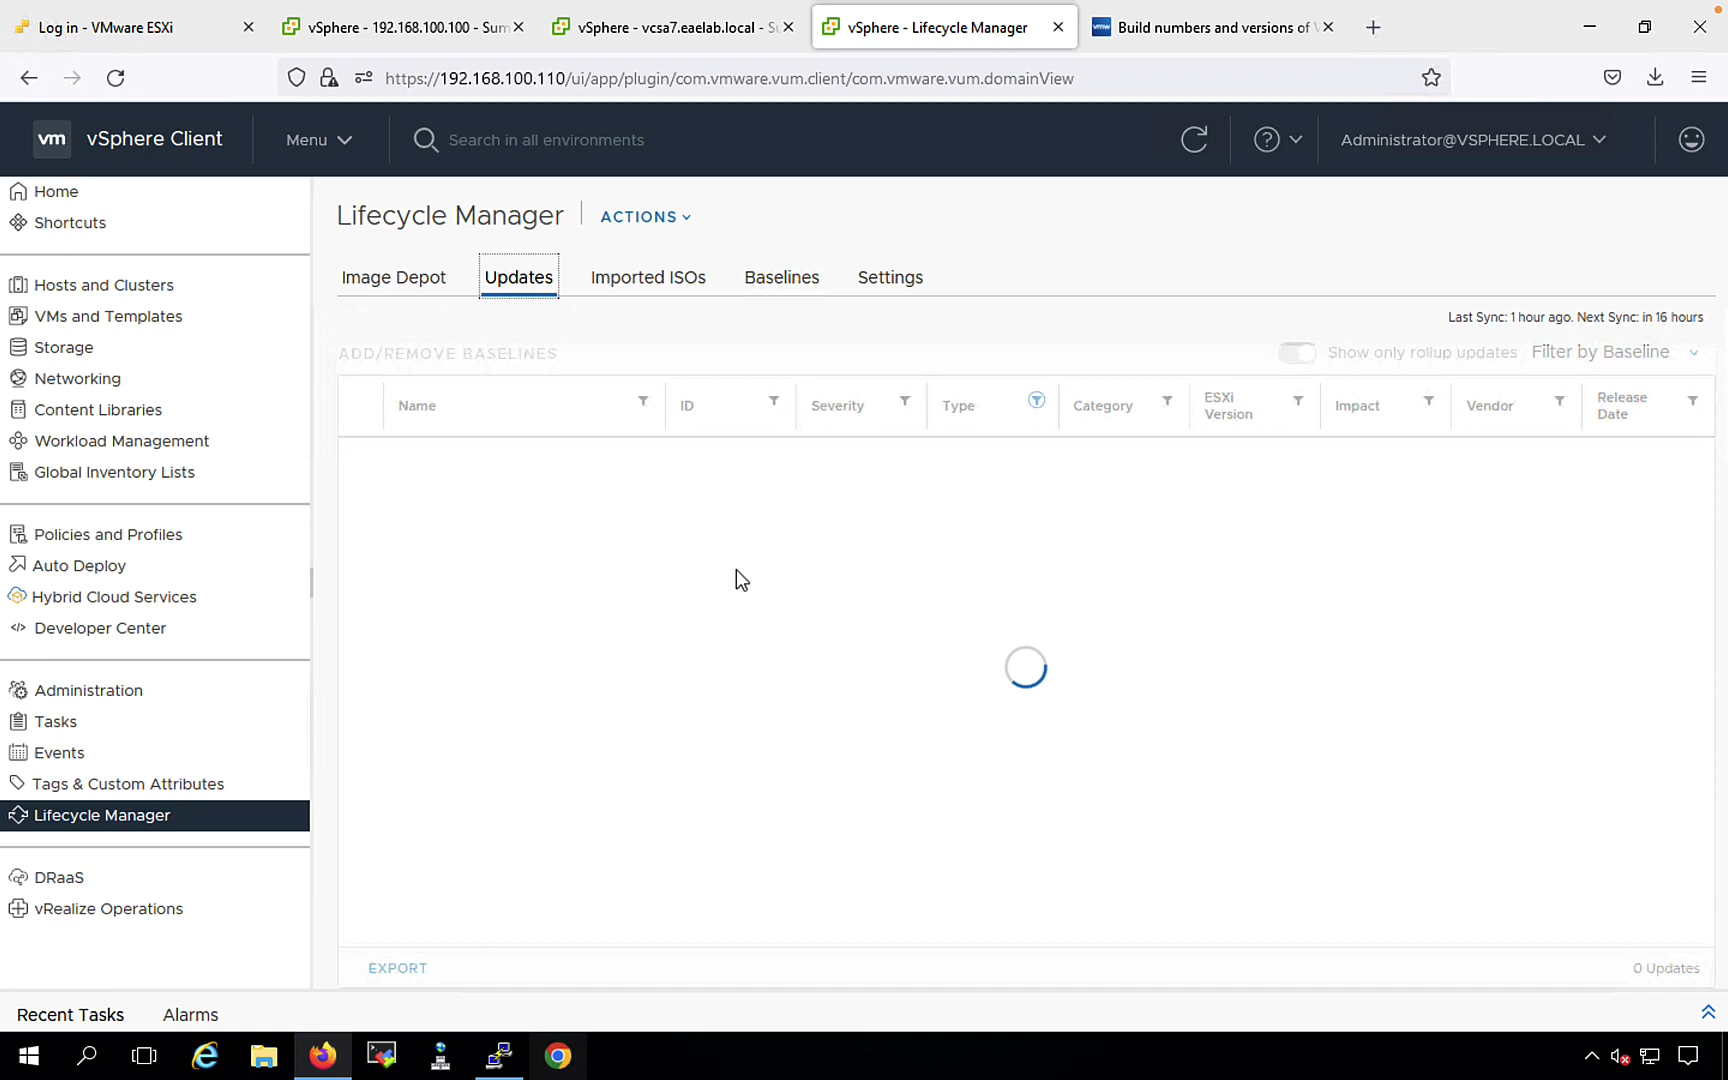 Log in - VMware ESXi
vSphere - 192.168.100.100 - Sum
vSphere - vcsa7.eaelab.local - Su
vSphere - Lifecycle Manager
vmw
Build numbers and versions of V
https://192.168.100.110/ui/app/plugin/com.vmware.vum.client/com.vmware.vum.domainView
vm
vSphere Client
Menu
Search in all environments
Administrator@VSPHERE.LOCAL
Home
Shortcuts
Hosts and Clusters
VMs and Templates
Storage
Networking
Content Libraries
Workload Management
Global Inventory Lists
Policies and Profiles
Auto Deploy
Hybrid Cloud Services
Developer Center
Administration
Tasks
Events
Tags & Custom Attributes
Lifecycle Manager
DRaaS
vRealize Operations
Lifecycle Manager
ACTIONS
Image Depot
Updates
Imported ISOs
Baselines
Settings
Last Sync: 1 hour ago. Next Sync: in 16 hours
ADD/REMOVE BASELINES
Show only rollup updates
Filter by Baseline
Name
ID
Severity
Type
Category
ESXi
Version
Impact
Vendor
Release
Date
EXPORT
0 Updates
Recent Tasks
Alarms